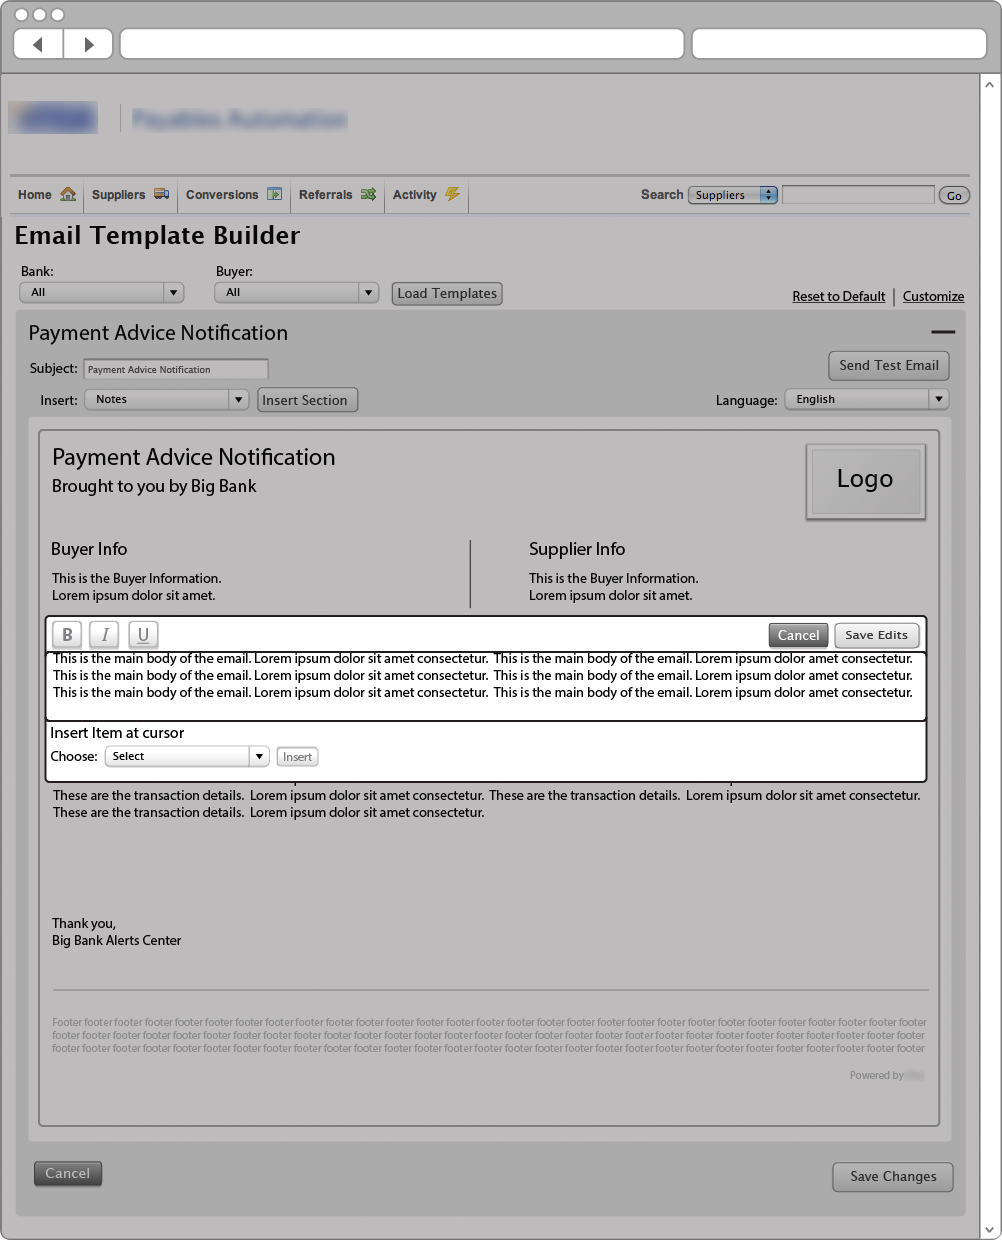 Payables Automation
Home Suppliers Conversions Referrals Activity Search Suppliers Go
Email Template Builder
Bank: Buyer:
All All Load Templates
Reset to Default Customize
Payment Advice Notification
Subject: Payment Advice Notification Send Test Email
Insert: Notes Insert Section Language: English
Payment Advice Notification
Brought to you by Big Bank
Logo
Buyer Info
This is the Buyer Information.
Lorem ipsum dolor sit amet.
Supplier Info
This is the Buyer Information.
Lorem ipsum dolor sit amet.
B I U Cancel Save Edits
This is the main body of the email. Lorem ipsum dolor sit amet consectetur. This is the main body of the email. Lorem ipsum dolor amet consectetur.
This is the main body of the email. Lorem ipsum dolor sit amet consectetur. This is the main body of the email. Lorem ipsum dolor amet consectetur.
This is the main body of the email. Lorem ipsum dolor sit amet consectetur. This is the main body of the email. Lorem ipsum dolor amet consectetur.
Insert Item at cursor
Choose: Select Insert
These are the transaction details. Lorem ipsum dolor sit amet consectetur. These are the transaction details. Lorem ipsum dolor sit amet consectetur.
These are the transaction details. Lorem ipsum dolor sit amet consectetur.
Thank you,
Big Bank Alerts Center
Footer footer footer footer footer footer footer footer footer footer footer footer footer footer footer footer footer footer footer footer footer footer footer footer footer footer footer footer footer
footer footer footer footer footer footer footer footer footer footer footer footer footer footer footer footer footer footer footer footer footer footer footer footer footer footer footer footer footer
footer footer footer footer footer footer footer footer footer footer footer footer footer footer footer footer footer footer footer footer footer footer footer footer footer footer footer footer footer
Powered by
Cancel Save Changes